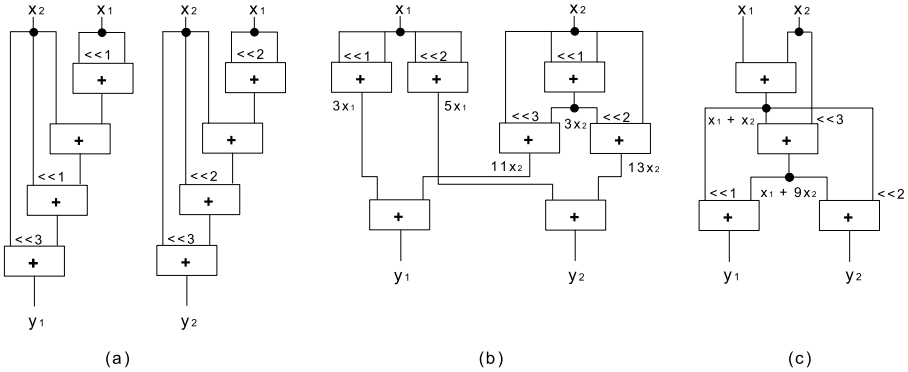 x₂ x₁ x₂ x₁ x₁ x₂ x₁ x₂
<<1 <<2 <<1 <<2 <<1
+ + + + + +
3x₁ 5x₁ 3x₂ x₁ + x₂
<<3 <<2 <<3
+ + + + +
11x₂ 13x₂
<<1 <<2 x₁ + 9x₂
<<1 <<2
+ + + + + +
<<3 <<3
+ +
y₁ y₂ y₁ y₂ y₁ y₂
(a) (b) (c)